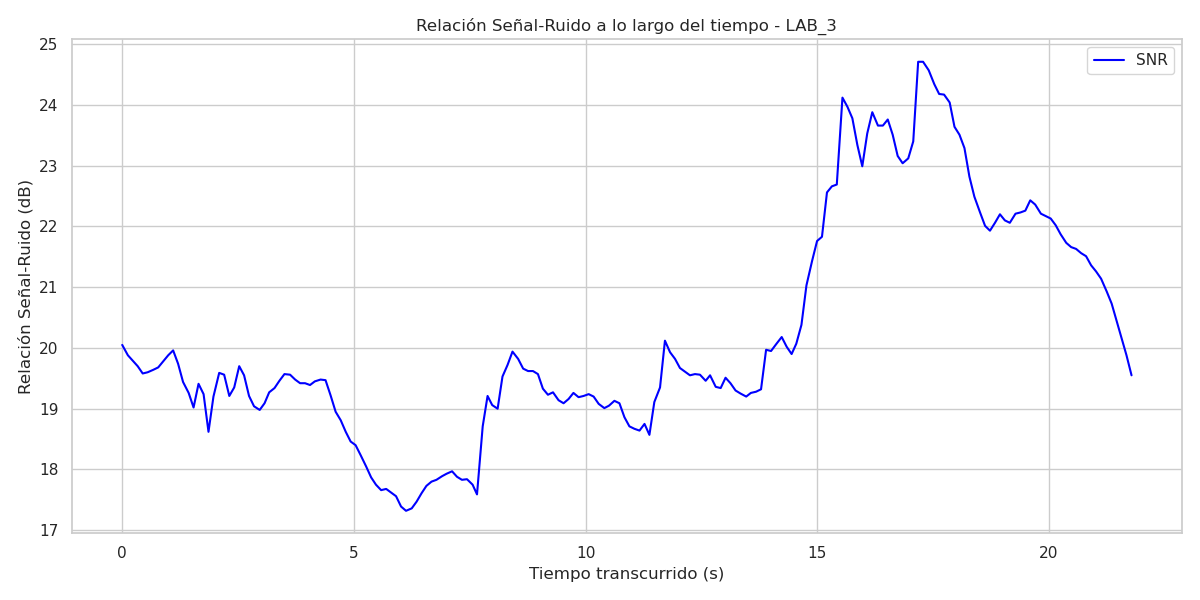 Relación Señal-Ruido a lo largo del tiempo - LAB_3
SNR
Relación Señal-Ruido (dB)
25
24
23
22
21
20
19
18
17
0 5 10 15 20
Tiempo transcurrido (s)